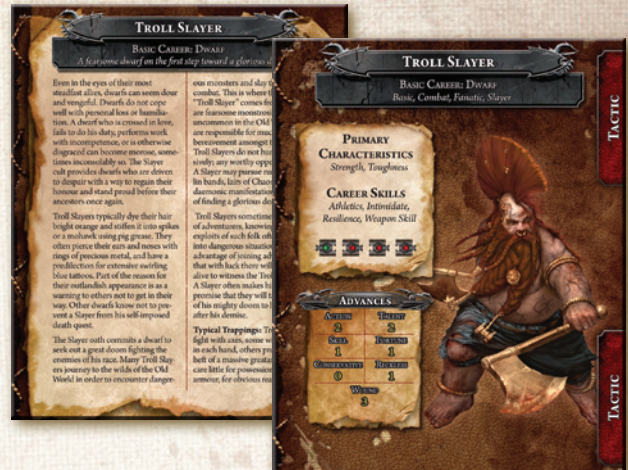 TROLL SLAYER
BASIC CAREER: DWARF
A fearsome dwarf on the first step toward a glorious d
Even in the eyes of their most
steadfast allies, dwarfs can seem dour
and vengeful. Dwarfs do not cope
well with personal loss or humilia-
tion. A dwarf who is crossed in love,
fails to do his duty, performs work
with incompetence, or is otherwise
disgraced can become morose, some-
times inconsolably so. The Slayer
cult provides dwarfs who are driven
to despair with a way to regain their
honour and stand proud before their
ancestors once again.
Troll Slayers typically dye their hair
bright orange and stiffen it into spikes
or a mohawk using pig grease. They
often pierce their ears and noses with
rings of precious metal, and have a
predilection for extensive swirling
blue tattoos. Part of the reason for
their outlandish appearance is as a
warning to others not to get in their
way. Other dwarfs know not to pre-
vent a Slayer from his self-imposed
death quest.
The Slayer oath commits a dwarf to
seek out a great doom fighting the
enemies of his race. Many Troll Slay-
ers journey to the wilds of the Old
World in order to encounter danger-
ous monsters and slay t
combat. This is where t
"Troll Slayer" comes fro
are fearsome monstrosi
uncommon in the Old
are responsible for muc
bereavement amongst
Troll Slayers do not hun
sively; any worthy oppo
A Slayer may pursue ru
lin bands, lairs of Chao
daemonic manifestation
of finding a glorious de
Troll Slayers sometime
of adventurers, knowing
exploits of such folk oft
into dangerous situation
advantage of joining ad
that with luck there wil
alive to witness the Tro
A Slayer often makes hi
promise that they will t
of his mighty doom to
after his demise.
Typical Trappings: Tr
fight with axes, some w
in each hand, others pr
heft of a massive greata
care little for possession
armour, for obvious rea
TROLL SLAYER
BASIC CAREER: DWARF
Basic, Combat, Fanatic, Slayer
PRIMARY
CHARACTERISTICS
Strength, Toughness
CAREER SKILLS
Athletics, Intimidate,
Resilience, Weapon Skill
ADVANCES
ACTION TALENT
2 2
SKILL FORTUNE
1 1
CONSERVATIVE RECKLESS
0 1
WOUND
3
TACTIC
TACTIC